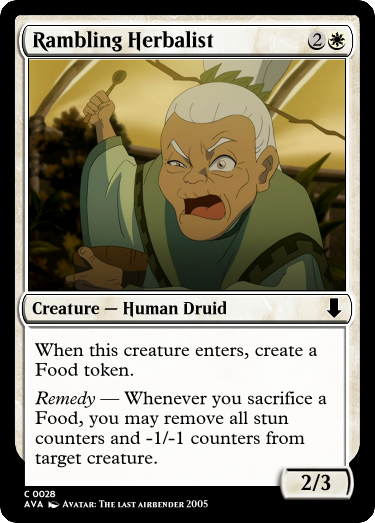 Rambling Herbalist 2
Creature — Human Druid
When this creature enters, create a
Food token.
Remedy — Whenever you sacrifice a
Food, you may remove all stun
counters and -1/-1 counters from
target creature.
2/3
C 0028
AVA Avatar: The last airbender 2005